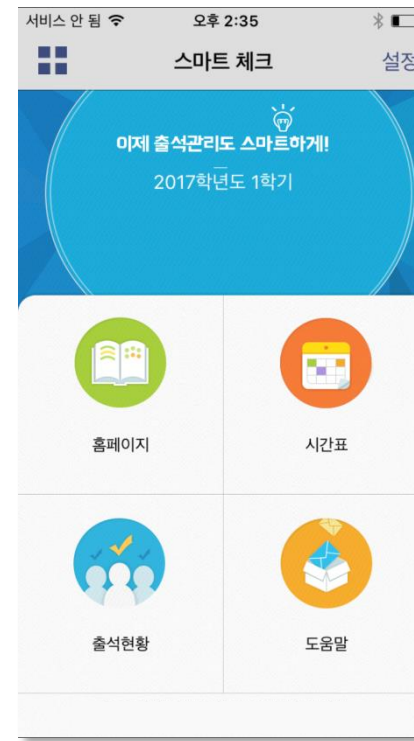 서비스 안 됨 오후 2:35
스마트 체크 설정
이제 출석관리도 스마트하게!
2017학년도 1학기
홈페이지 시간표
출석현황 도움말